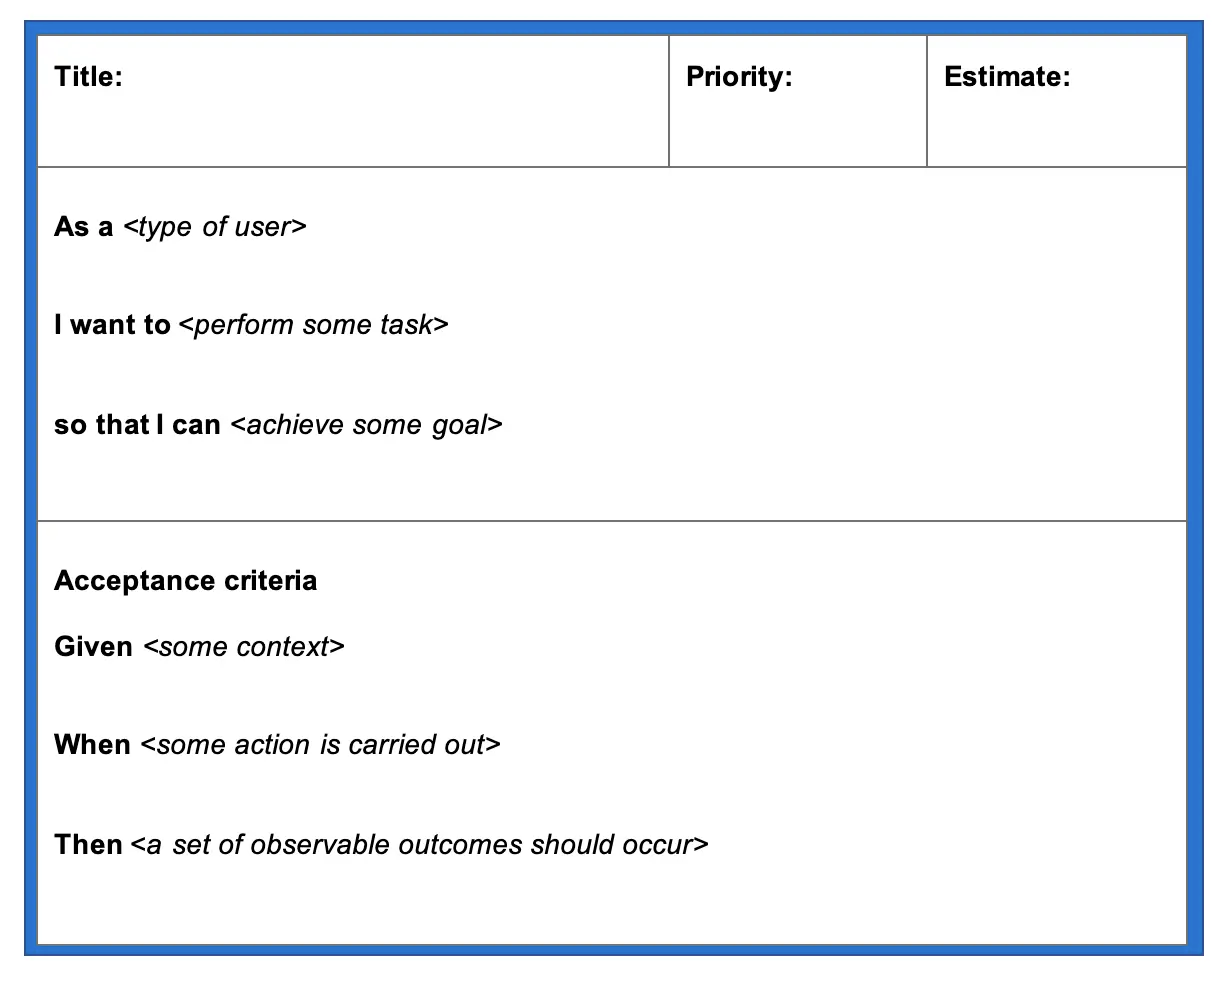 Title:
Priority:
Estimate:
As a <type of user>
I want to <perform some task>
so that I can <achieve some goal>
Acceptance criteria
Given <some context>
When <some action is carried out>
Then <a set of observable outcomes should occur>